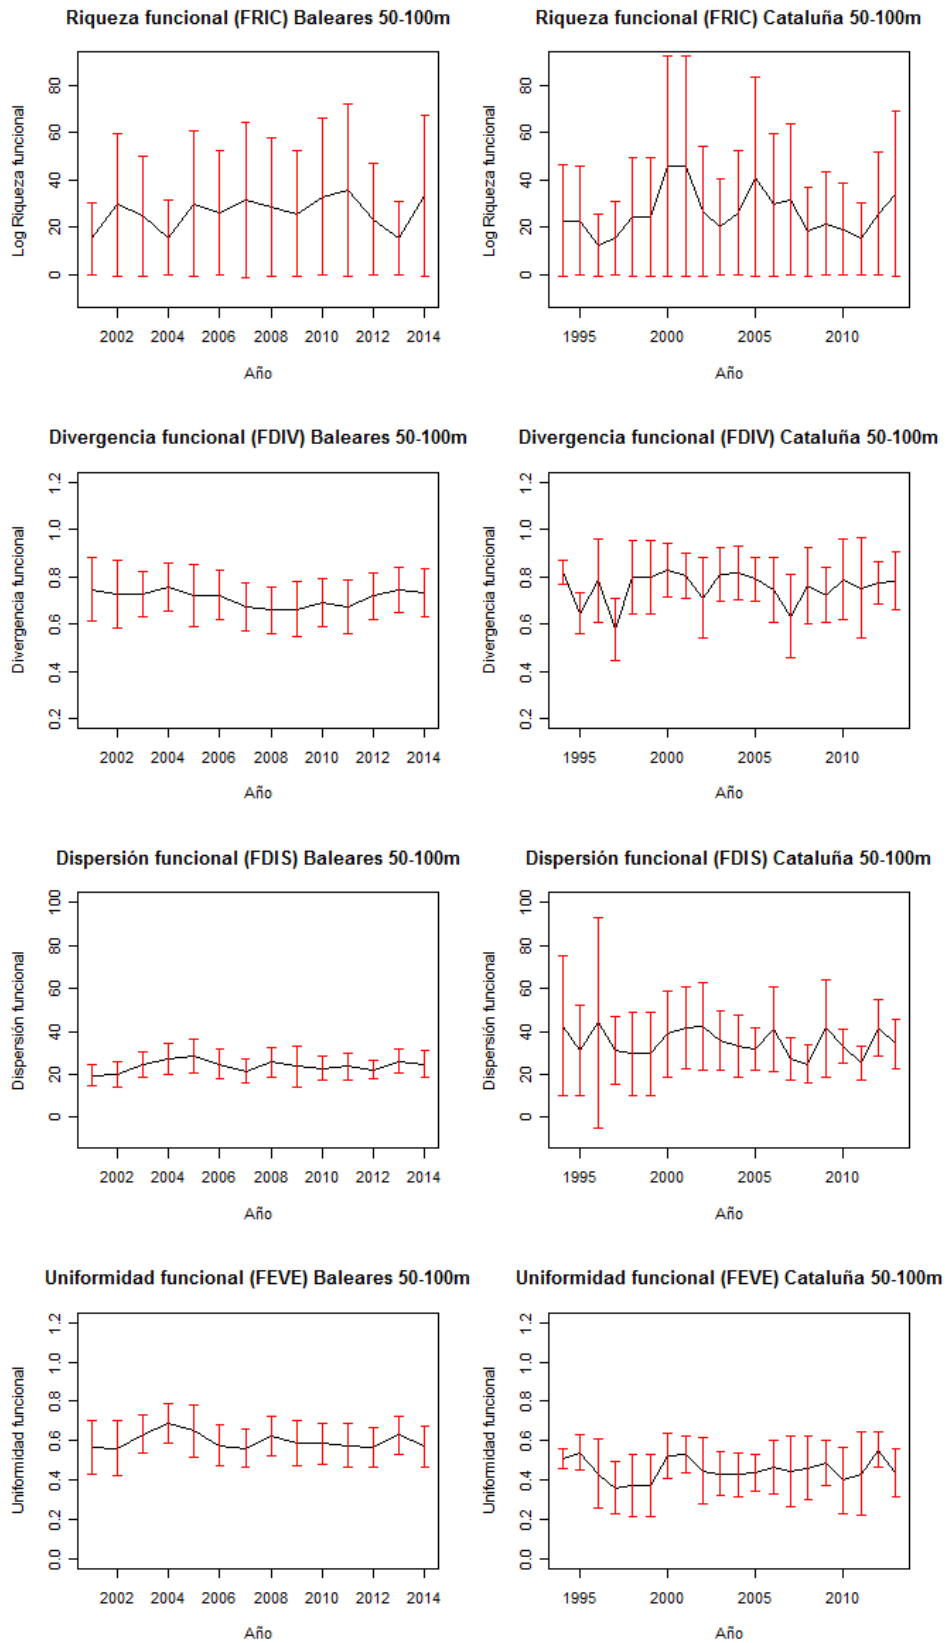 Riqueza funcional (FRIC) Baleares 50-100m
Log Riqueza funcional
80
60
40
20
0
2002 2004 2006 2008 2010 2012 2014
Año
Riqueza funcional (FRIC) Cataluña 50-100m
Log Riqueza funcional
80
60
40
20
0
1995 2000 2005 2010
Año
Divergencia funcional (FDIV) Baleares 50-100m
Divergencia funcional
1.2
1.0
0.8
0.6
0.4
0.2
2002 2004 2006 2008 2010 2012 2014
Año
Divergencia funcional (FDIV) Cataluña 50-100m
Divergencia funcional
1.2
1.0
0.8
0.6
0.4
0.2
1995 2000 2005 2010
Año
Dispersión funcional (FDIS) Baleares 50-100m
Dispersión funcional
100
80
60
40
20
0
2002 2004 2006 2008 2010 2012 2014
Año
Dispersión funcional (FDIS) Cataluña 50-100m
Dispersión funcional
100
80
60
40
20
0
1995 2000 2005 2010
Año
Uniformidad funcional (FEVE) Baleares 50-100m
Uniformidad funcional
1.2
1.0
0.8
0.6
0.4
0.2
0.0
2002 2004 2006 2008 2010 2012 2014
Año
Uniformidad funcional (FEVE) Cataluña 50-100m
Uniformidad funcional
1.2
1.0
0.8
0.6
0.4
0.2
0.0
1995 2000 2005 2010
Año